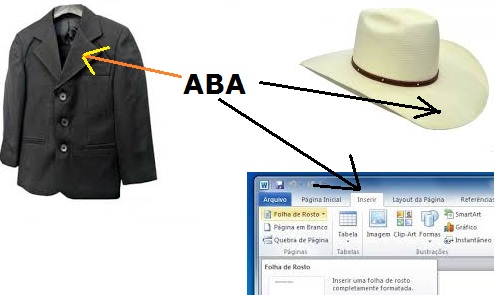 ABA
W
Arquivo Página Inicial Inserir Layout da Página Referências
Folha de Rosto
Página em Branco
Quebra de Página
Páginas
Tabela
Tabelas
Imagem Clip-Art Formas
SmartArt
Gráfico
Instantâneo
Ilustrações
Folha de Rosto
Inserir uma folha de rosto
completamente formatada.